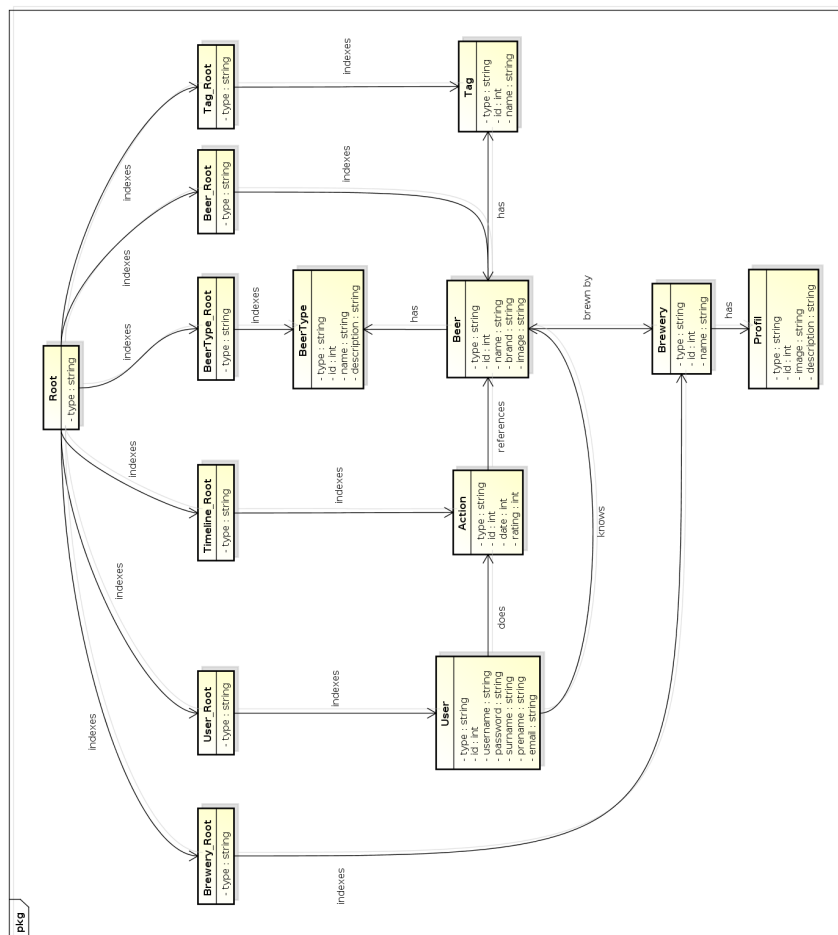 pkg
Root
- type : string
indexes
indexes
indexes
indexes
indexes
indexes
Brewery_Root
- type : string
User_Root
- type : string
Timeline_Root
- type : string
BeerType_Root
- type : string
Beer_Root
- type : string
Tag_Root
- type : string
indexes
indexes
indexes
indexes
indexes
indexes
BeerType
- type : string
- id : int
- name : string
- description : string
has
User
- type : string
- id : int
- username : string
- password : string
- surname : string
- prename : string
- email : string
does
Action
- type : string
- id : int
- date : int
- rating : int
references
Beer
- type : string
- id : int
- name : string
- brand : string
- image : string
has
Tag
- type : string
- id : int
- name : string
knows
brewn by
Brewery
- type : string
- id : int
- name : string
has
Profil
- type : string
- id : int
- image : string
- description : string